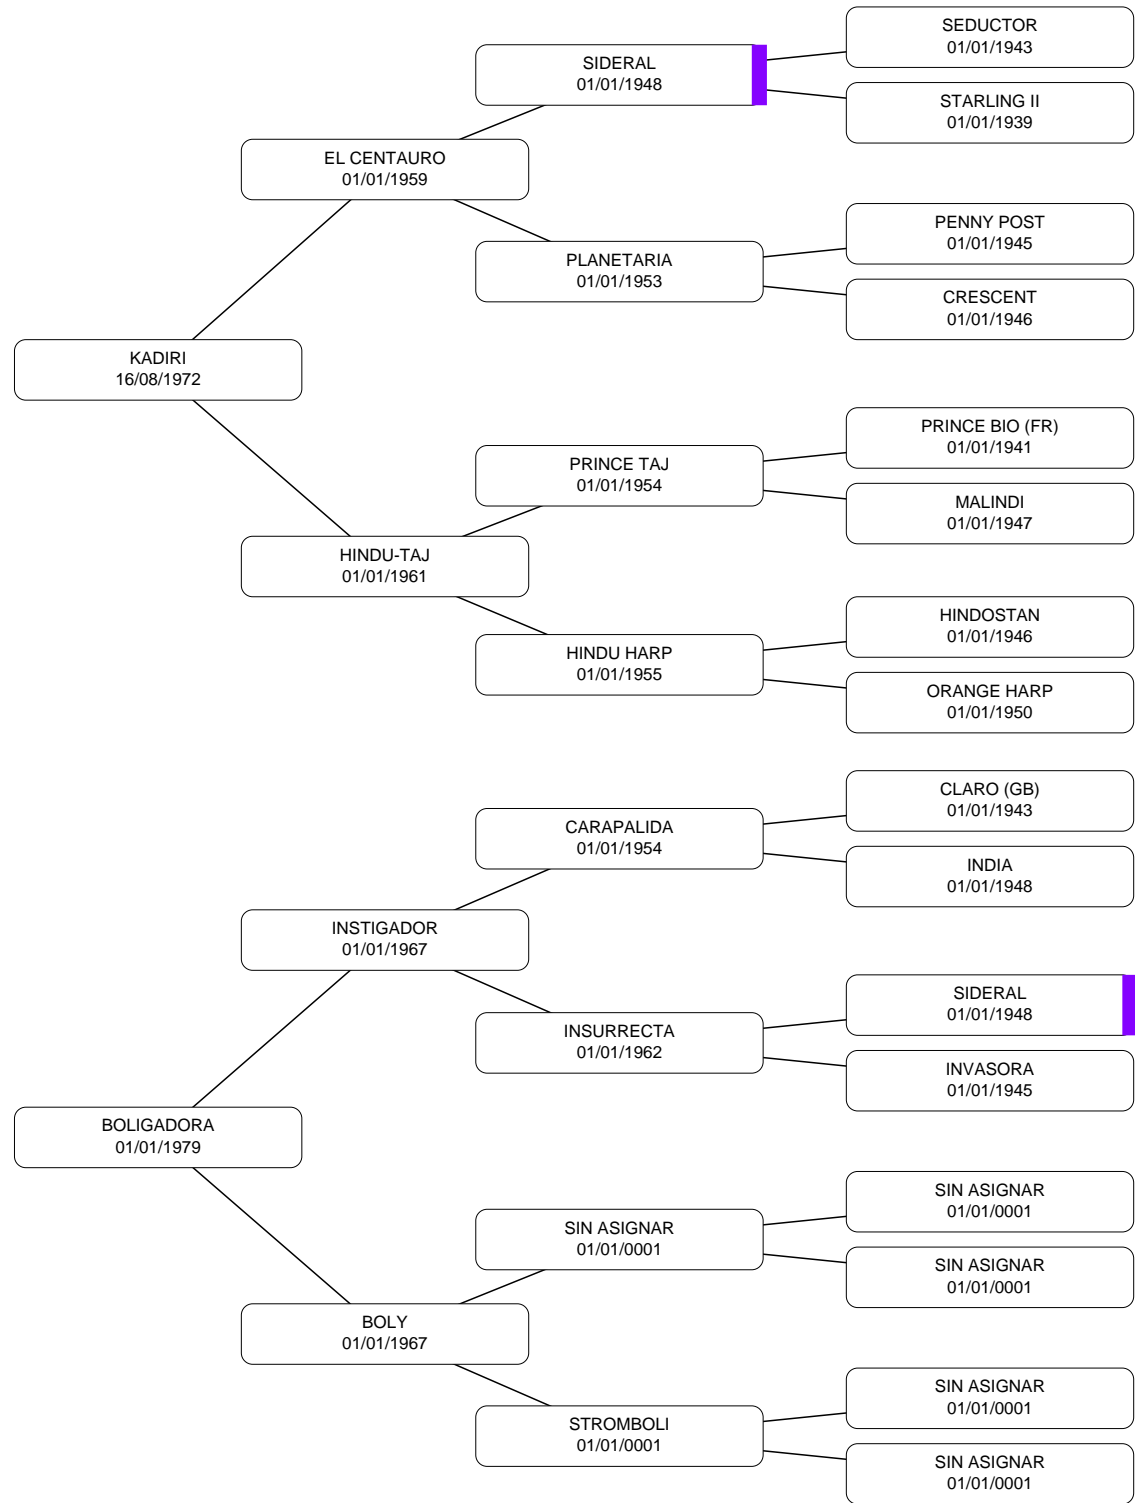 SEDUCTOR
01/01/1943
SIDERAL
01/01/1948
STARLING II
01/01/1939
EL CENTAURO
01/01/1959
PENNY POST
01/01/1945
PLANETARIA
01/01/1953
CRESCENT
01/01/1946
KADIRI
16/08/1972
PRINCE BIO (FR)
01/01/1941
PRINCE TAJ
01/01/1954
MALINDI
01/01/1947
HINDU-TAJ
01/01/1961
HINDOSTAN
01/01/1946
HINDU HARP
01/01/1955
ORANGE HARP
01/01/1950
CLARO (GB)
01/01/1943
CARAPALIDA
01/01/1954
INDIA
01/01/1948
INSTIGADOR
01/01/1967
SIDERAL
01/01/1948
INSURRECTA
01/01/1962
INVASORA
01/01/1945
BOLIGADORA
01/01/1979
SIN ASIGNAR
01/01/0001
SIN ASIGNAR
01/01/0001
SIN ASIGNAR
01/01/0001
BOLY
01/01/1967
SIN ASIGNAR
01/01/0001
STROMBOLI
01/01/0001
SIN ASIGNAR
01/01/0001